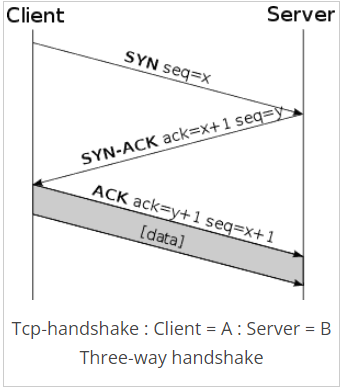 Client Server
SYN seq=x
SYN-ACK ack=x+1 seq=y
ACK ack=y+1 seq=x+1
[data]
Tcp-handshake : Client = A : Server = B
Three-way handshake